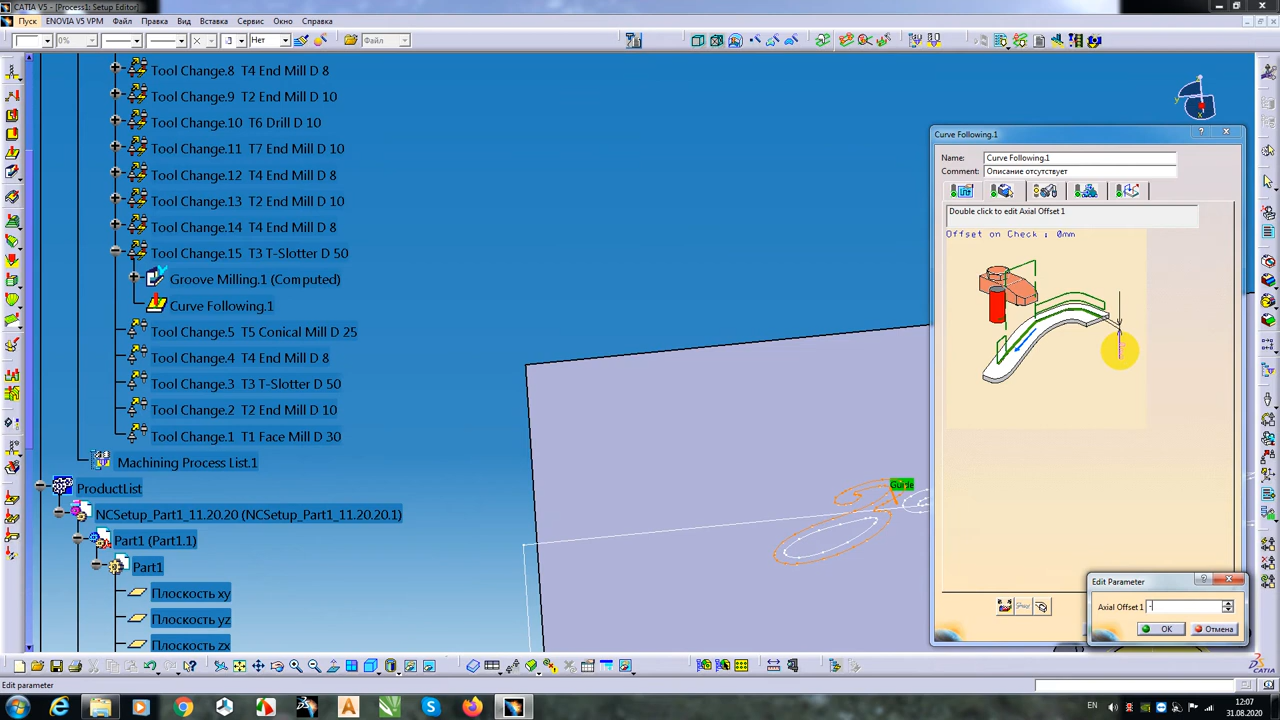 CATIA V5 - [Process1: Setup Editor]
Пуск ENOVIA V5 VPM Файл Правка Вид Вставка Сервис Окно Справка
0% Нет Файл
Tool Change.8 T4 End Mill D 8
Tool Change.9 T2 End Mill D 10
Tool Change.10 T6 Drill D 10
Tool Change.11 T7 End Mill D 10
Tool Change.12 T4 End Mill D 8
Tool Change.13 T2 End Mill D 10
Tool Change.14 T4 End Mill D 8
Tool Change.15 T3 T-Slotter D 50
Groove Milling.1 (Computed)
Curve Following.1
Tool Change.5 T5 Conical Mill D 25
Tool Change.4 T4 End Mill D 8
Tool Change.3 T3 T-Slotter D 50
Tool Change.2 T2 End Mill D 10
Tool Change.1 T1 Face Mill D 30
Machining Process List.1
ProductList
NCSetup_Part1_11.20.20 (NCSetup_Part1_11.20.20.1)
Part1 (Part1.1)
Part1
Плоскость xy
Плоскость yz
Плоскость zx
Guide
Curve Following.1
Name: Curve Following.1
Comment: Описание отсутствует
Double click to edit Axial Offset 1
Offset on Check : 0mm
Edit Parameter
Axial Offset 1 -
OK Отмена
Edit parameter
EN 12:07
31.08.2020